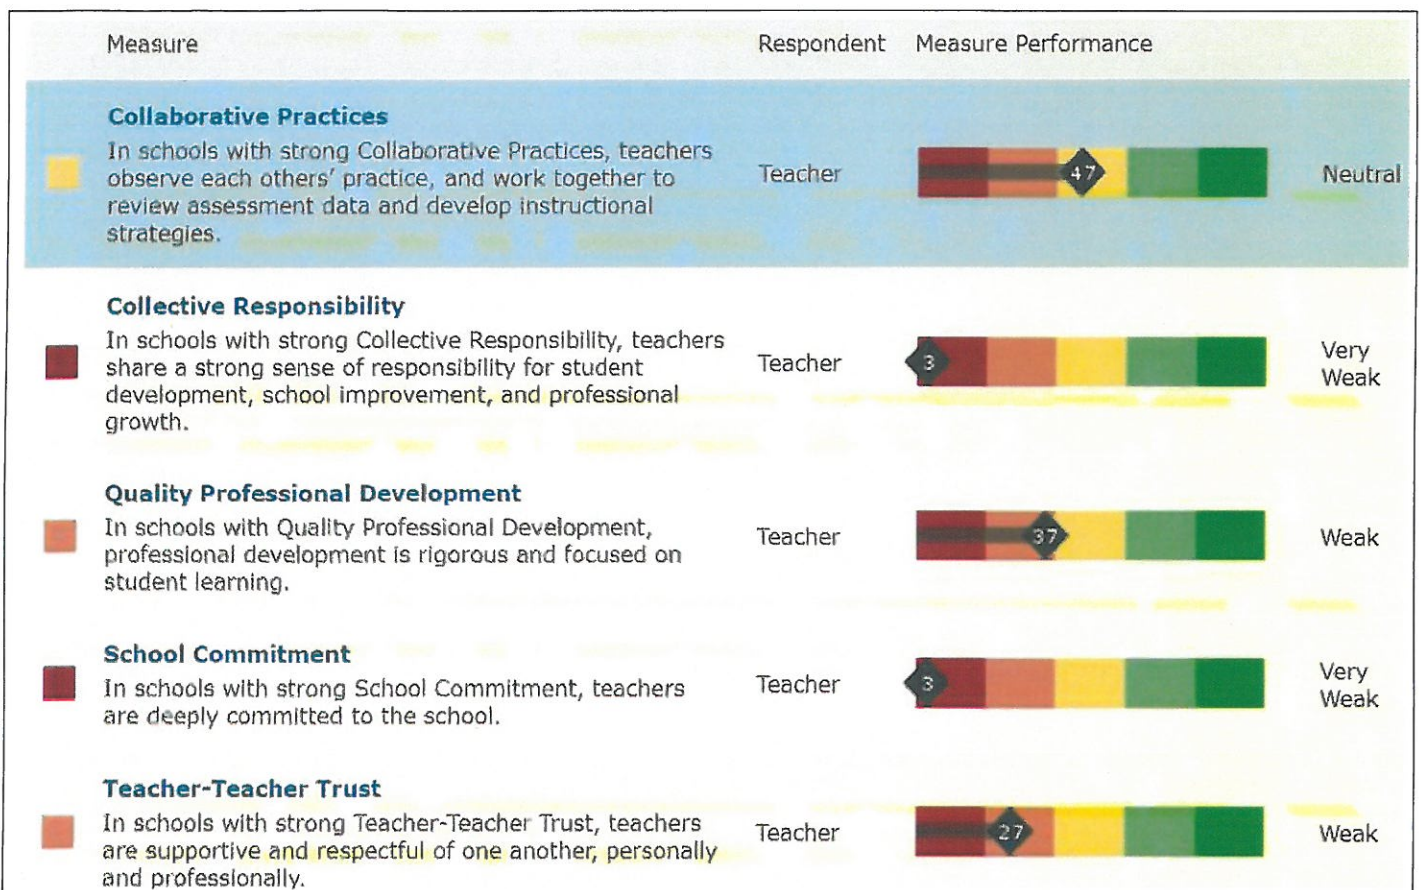 Measure Respondent Measure Performance
Collaborative Practices
In schools with strong Collaborative Practices, teachers
observe each others' practice, and work together to
review assessment data and develop instructional
strategies.
Teacher
47
Neutral
Collective Responsibility
In schools with strong Collective Responsibility, teachers
share a strong sense of responsibility for student
development, school improvement, and professional
growth.
Teacher
3
Very
Weak
Quality Professional Development
In schools with Quality Professional Development,
professional development is rigorous and focused on
student learning.
Teacher
37
Weak
School Commitment
In schools with strong School Commitment, teachers
are deeply committed to the school.
Teacher
3
Very
Weak
Teacher-Teacher Trust
In schools with strong Teacher-Teacher Trust, teachers
are supportive and respectful of one another, personally
and professionally.
Teacher
27
Weak